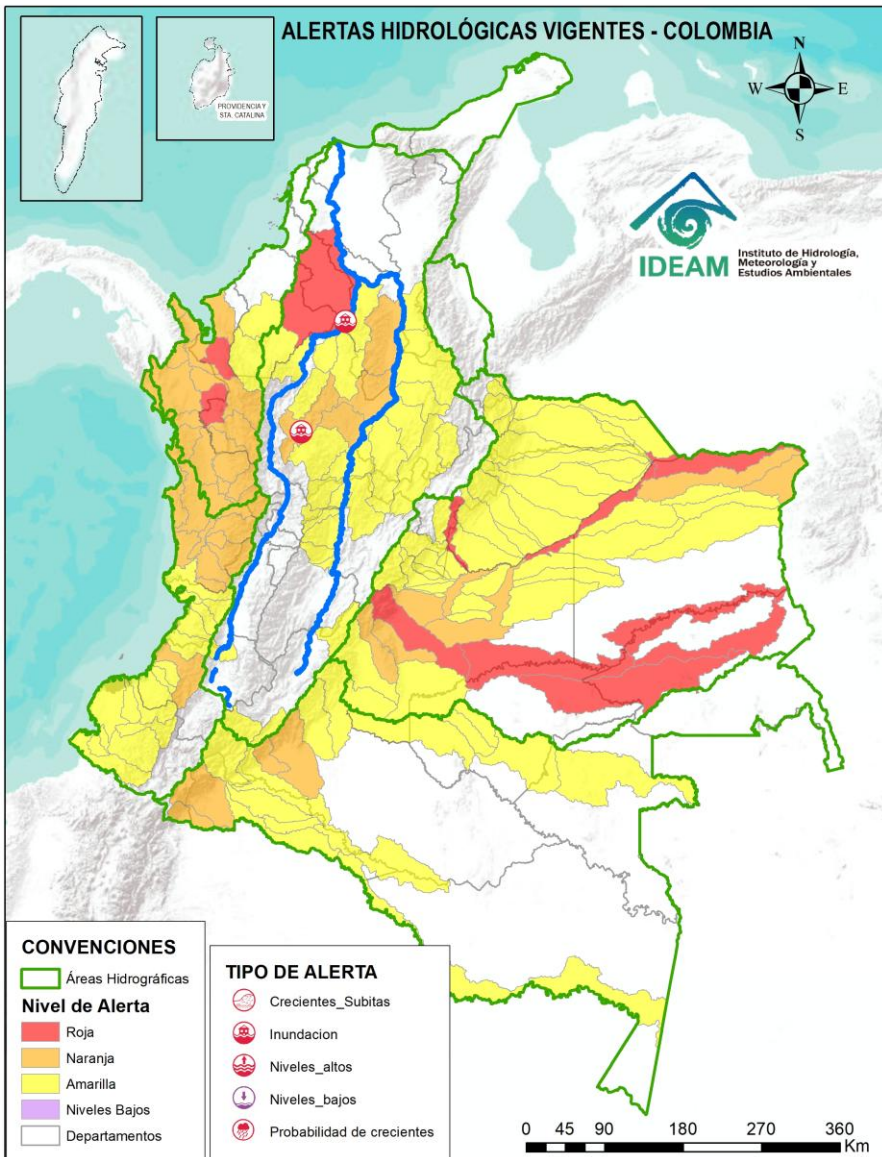 ALERTAS HIDROLÓGICAS VIGENTES - COLOMBIA
PROVIDENCIA Y
STA. CATALINA
N
W
E
S
IDEAM
Instituto de Hidrología,
Meteorología y
Estudios Ambientales
CONVENCIONES
Áreas Hidrográficas
Nivel de Alerta
Roja
Naranja
Amarilla
Niveles Bajos
Departamentos
TIPO DE ALERTA
Crecientes_Subitas
Inundacion
Niveles_altos
Niveles_bajos
Probabilidad de crecientes
0 45 90 180 270 360
Km